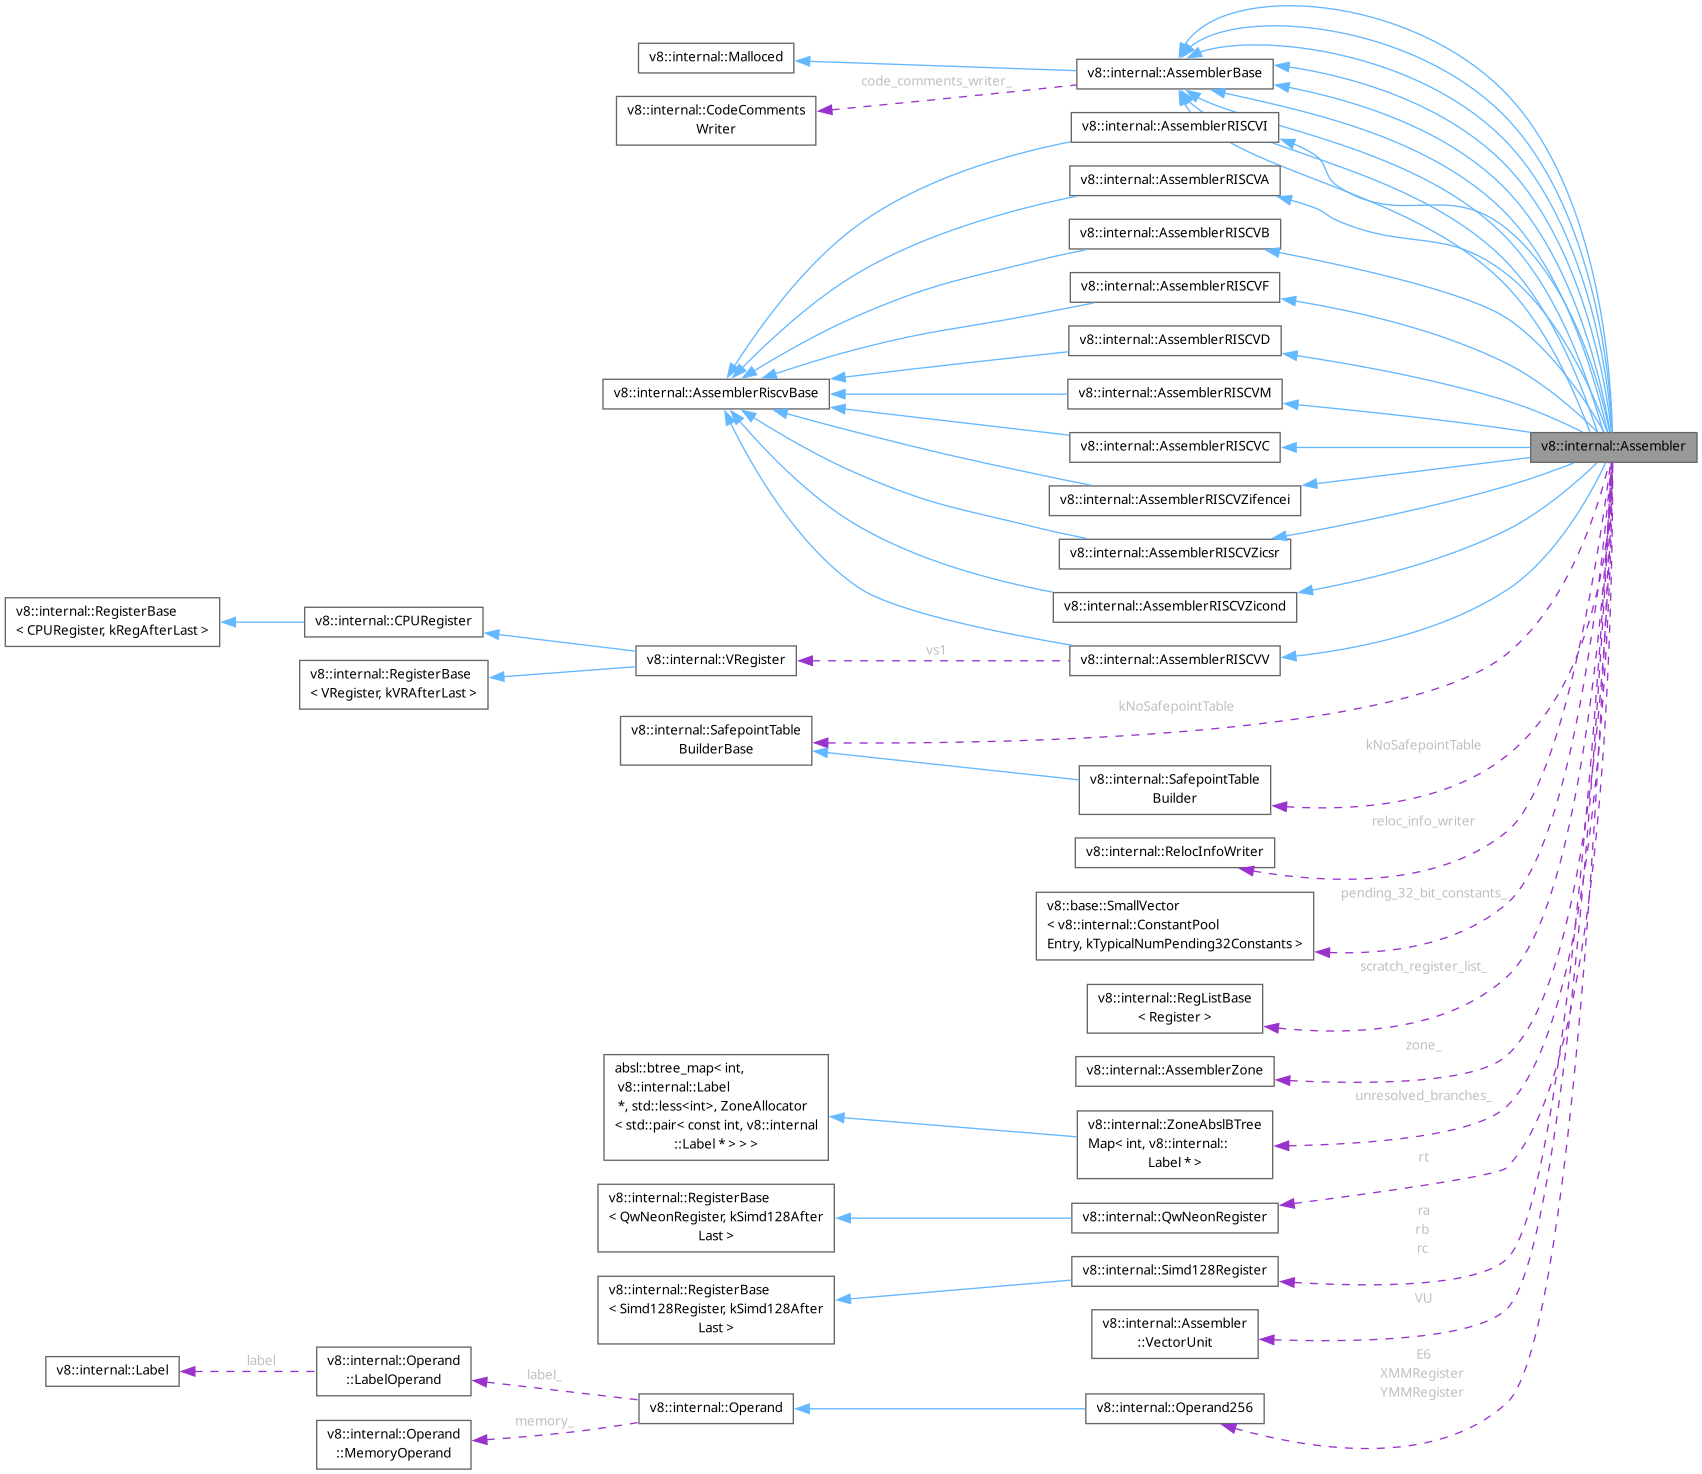 v8::internal::Malloced
v8::internal::AssemblerBase
code_comments_writer_
v8::internal::CodeComments
Writer
v8::internal::AssemblerRISCVI
v8::internal::AssemblerRISCVA
v8::internal::AssemblerRISCVB
v8::internal::AssemblerRISCVF
v8::internal::AssemblerRISCVD
v8::internal::AssemblerRiscvBase
v8::internal::AssemblerRISCVM
v8::internal::AssemblerRISCVC
v8::internal::Assembler
v8::internal::AssemblerRISCVZifencei
v8::internal::AssemblerRISCVZicsr
v8::internal::AssemblerRISCVZicond
v8::internal::RegisterBase
< CPURegister, kRegAfterLast >
v8::internal::CPURegister
v8::internal::RegisterBase
< VRegister, kVRAfterLast >
v8::internal::VRegister
vs1
v8::internal::AssemblerRISCVV
kNoSafepointTable
v8::internal::SafepointTable
BuilderBase
kNoSafepointTable
v8::internal::SafepointTable
Builder
reloc_info_writer
v8::internal::RelocInfoWriter
pending_32_bit_constants_
v8::base::SmallVector
< v8::internal::ConstantPool
Entry, kTypicalNumPending32Constants >
scratch_register_list_
v8::internal::RegListBase
< Register >
zone_
v8::internal::AssemblerZone
absl::btree_map< int,
v8::internal::Label
*, std::less<int>, ZoneAllocator
< std::pair< const int, v8::internal
::Label * > > >
unresolved_branches_
v8::internal::ZoneAbslBTree
Map< int, v8::internal::
Label * >
rt
v8::internal::RegisterBase
< QwNeonRegister, kSimd128After
Last >
v8::internal::QwNeonRegister
ra
rb
rc
v8::internal::Simd128Register
v8::internal::RegisterBase
< Simd128Register, kSimd128After
Last >
VU
v8::internal::Assembler
::VectorUnit
E6
XMMRegister
YMMRegister
v8::internal::Label
label
v8::internal::Operand
::LabelOperand
label_
v8::internal::Operand
v8::internal::Operand256
memory_
v8::internal::Operand
::MemoryOperand